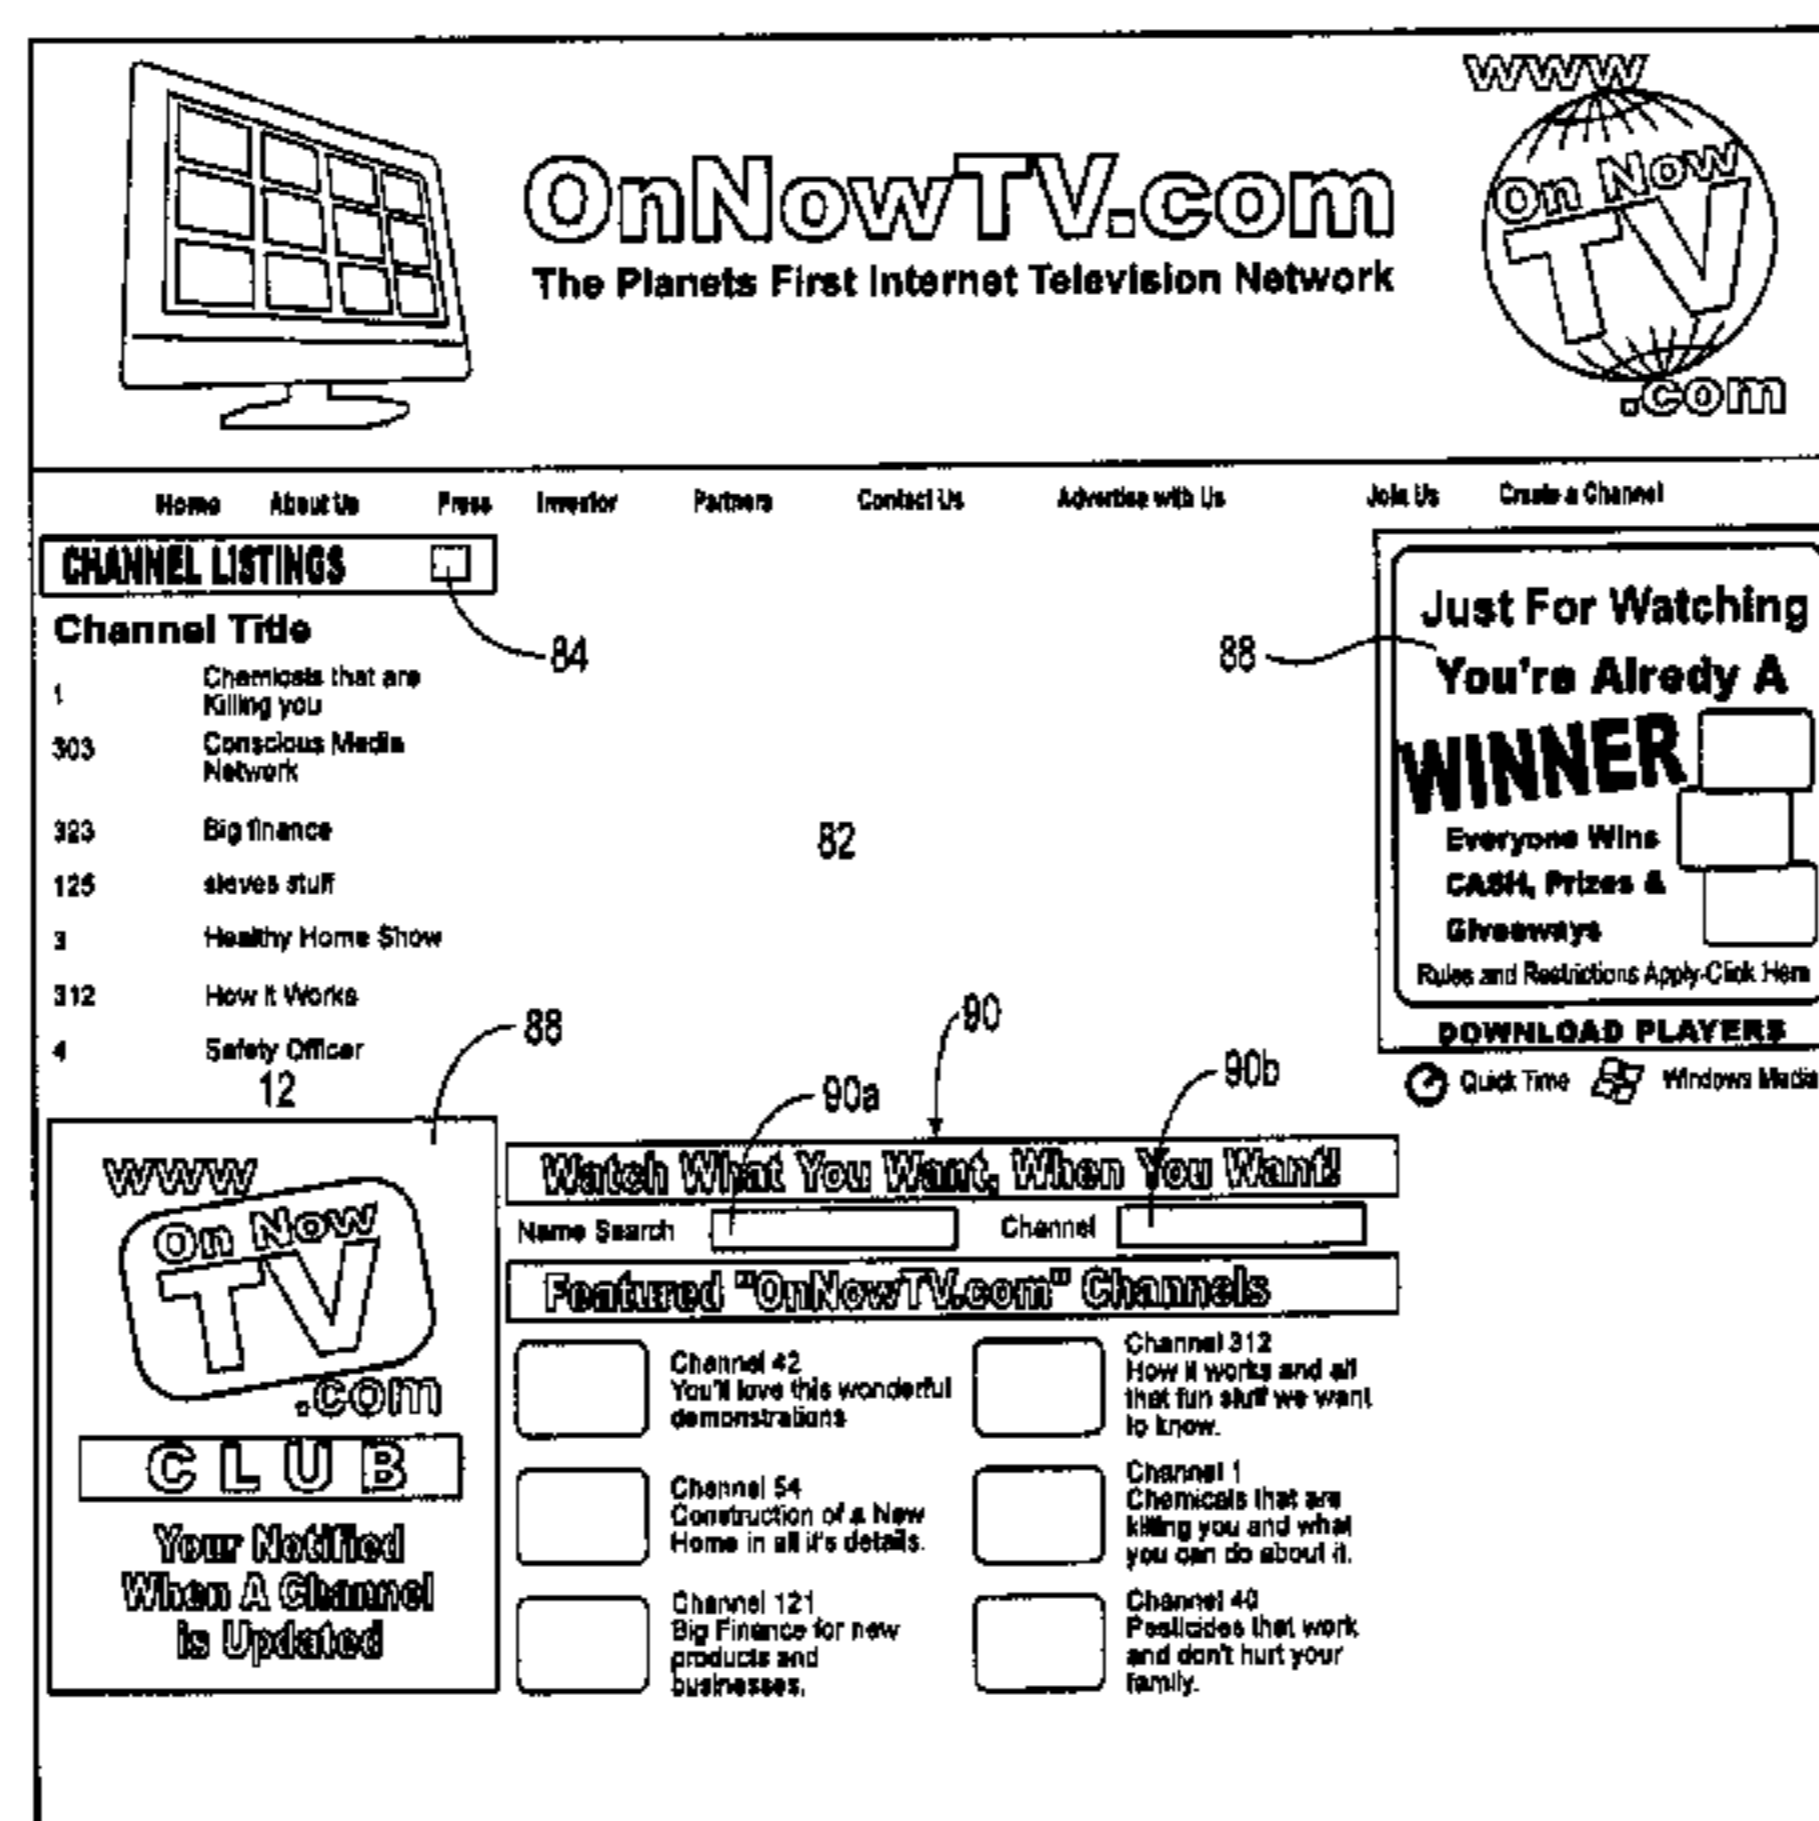 www
On Now
TV
.com
OnNowTV.com
The Planets First Internet Television Network
Home About Us Press Investor Partners Contact Us Advertise with Us Join Us Create a Channel
CHANNEL LISTINGS
84
Channel Title
1 Chemicals that are
Killing you
303 Conscious Media
Network
323 Big finance
125 steves stuff
3 Healthy Home Show
312 How it Works
4 Safety Officer
12
82
88
Just For Watching
You're Alredy A
WINNER
Everyone Wins
CASH, Prizes &
Giveaways
Rules and Restrictions Apply-Click Here
DOWNLOAD PLAYERS
Quick Time Windows Media
88
www
On Now
TV
.com
CLUB
Your Notified
When A Channel
is Updated
90
90a
90b
Watch What You Want, When You Want!
Name Search Channel
Featured "OnNowTV.com" Channels
Channel 42
You'll love this wonderful
demonstrations
Channel 312
How it works and all
that fun stuff we want
to know.
Channel 54
Construction of a New
Home in all it's details.
Channel 1
Chemicals that are
killing you and what
you can do about it.
Channel 121
Big Finance for new
products and
businesses.
Channel 40
Pesticides that work
and don't hurt your
family.